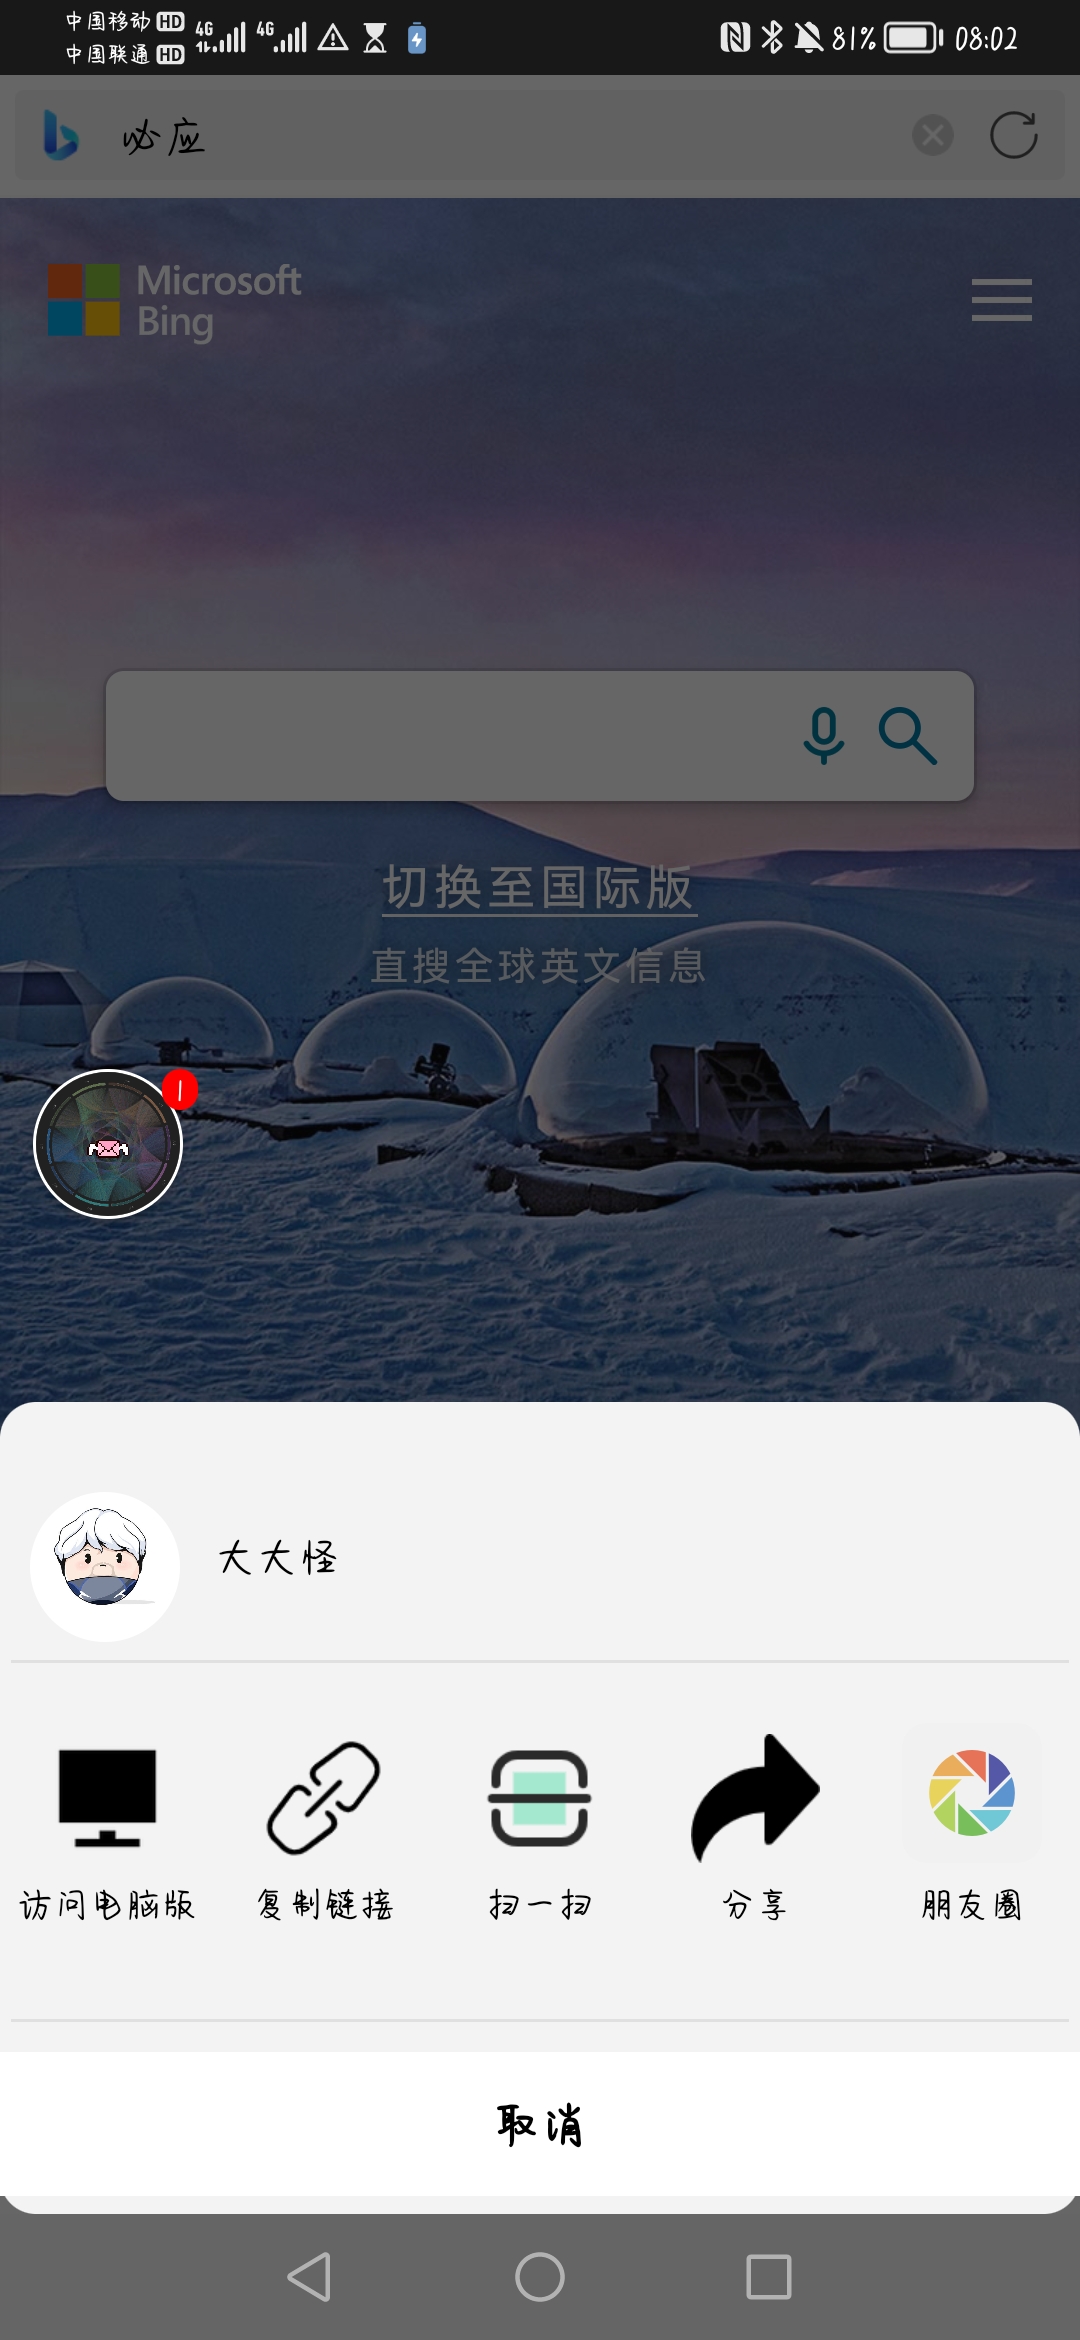 中国移动 HD
中国联通 HD
4G 4G
81% 08:02
必应
Microsoft
Bing
切换至国际版
直搜全球英文信息
1
大大怪
访问电脑版 复制链接 扫一扫 分享 朋友圈
取消